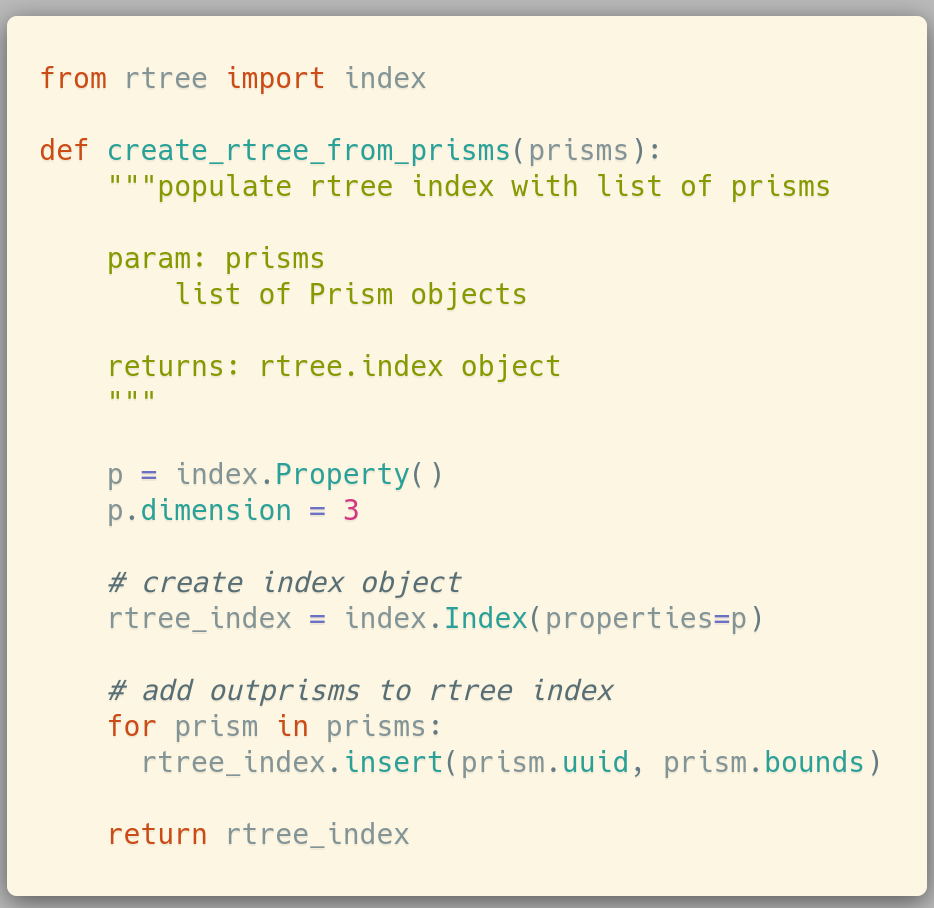 from rtree import index

def create_rtree_from_prisms(prisms):
    """populate rtree index with list of prisms

    param: prisms
        list of Prism objects

    returns: rtree.index object
    """

    p = index.Property()
    p.dimension = 3

    # create index object
    rtree_index = index.Index(properties=p)

    # add outprisms to rtree index
    for prism in prisms:
      rtree_index.insert(prism.uuid, prism.bounds)

    return rtree_index